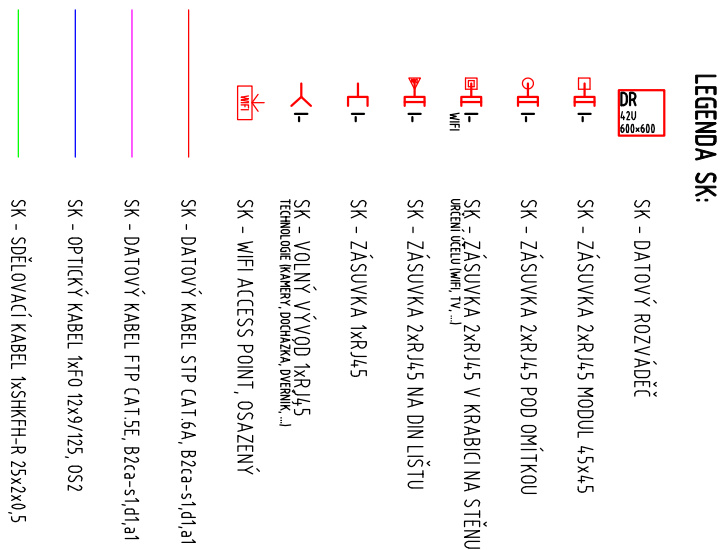 LEGENDA SK:
DR
42U
600×600
SK - DATOVÝ ROZVÁDĚČ
SK - ZÁSUVKA 2xRJ45 MODUL 45x45
SK - ZÁSUVKA 2xRJ45 POD OMÍTKOU
WIFI
SK - ZÁSUVKA 2xRJ45 V KRABICI NA STĚNU
URČENÍ ÚČELU (WIFI, TV, ...)
SK - ZÁSUVKA 2xRJ45 NA DIN LIŠTU
SK - ZÁSUVKA 1xRJ45
SK - VOLNÝ VÝVOD 1xRJ45
TECHNOLOGIE (KAMERY, DOCHÁZKA, DVERNÍK, ...)
WIFI
SK - WIFI ACCESS POINT, OSAZENÝ
SK - DATOVÝ KABEL STP CAT.6A, B2ca-s1,d1,a1
SK - DATOVÝ KABEL FTP CAT.5E, B2ca-s1,d1,a1
SK - OPTICKÝ KABEL 1xFO 12x9/125, OS2
SK - SDĚLOVACÍ KABEL 1xSHKFH-R 25x2x0,5